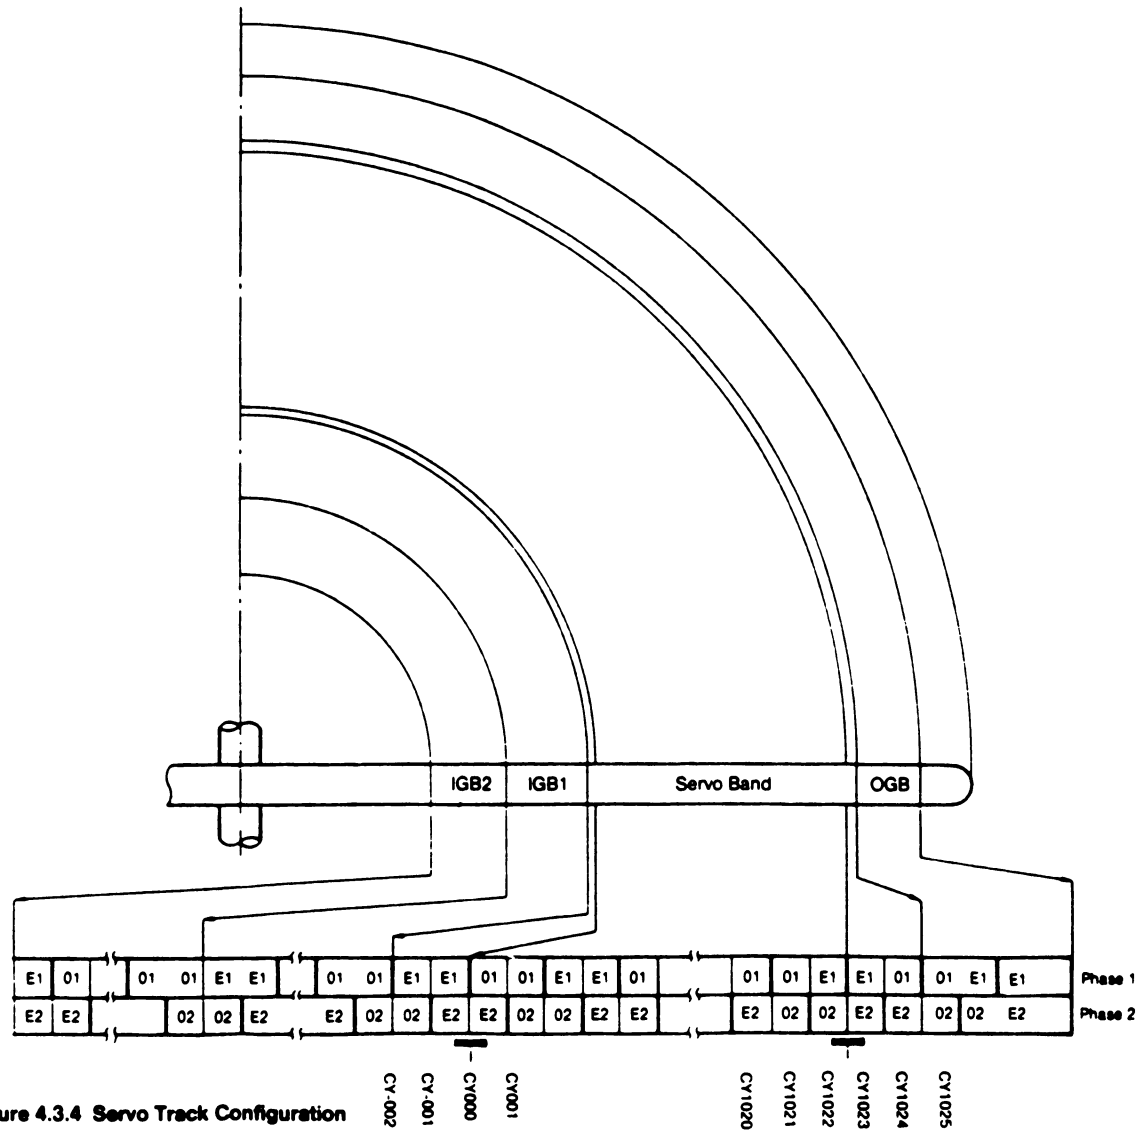 IGB2 IGB1 Servo Band OGB
E1 01 01 01 E1 E1 01 01 E1 E1 01 01 E1 E1 01 01 01 E1 E1 01 01 E1 E1 Phase 1
E2 E2 02 02 E2 E2 02 02 E2 E2 02 02 E2 E2 E2 02 02 E2 E2 02 02 E2 Phase 2
CY-002 CY-001 CY000 CY001 CY1020 CY1021 CY1022 CY1023 CY1024 CY1025
ure 4.3.4 Servo Track Configuration